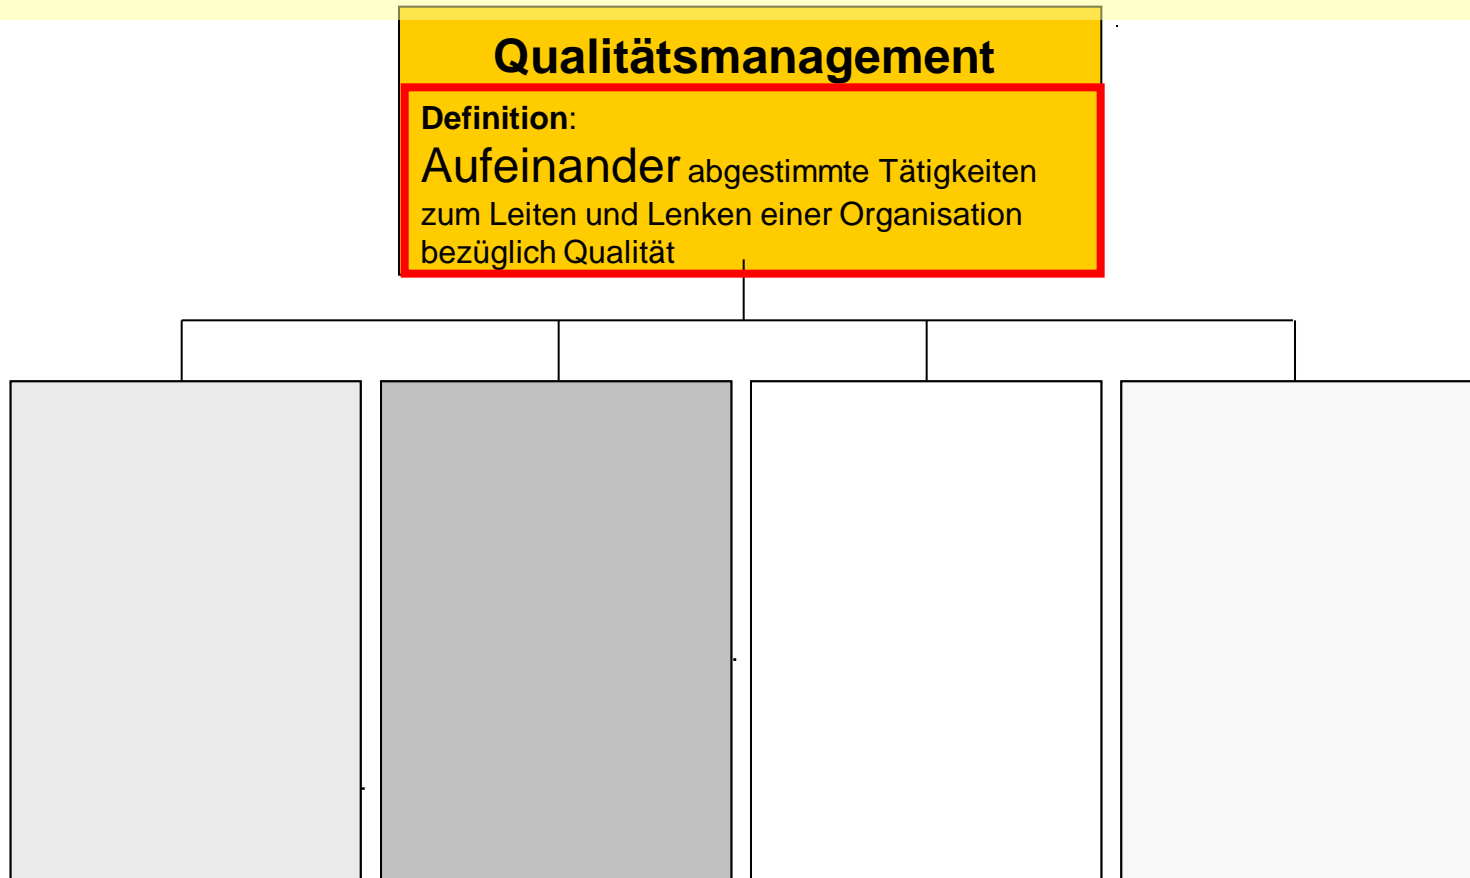 Qualitätsmanagement
Definition:
Aufeinander abgestimmte Tätigkeiten
zum Leiten und Lenken einer Organisation
bezüglich Qualität